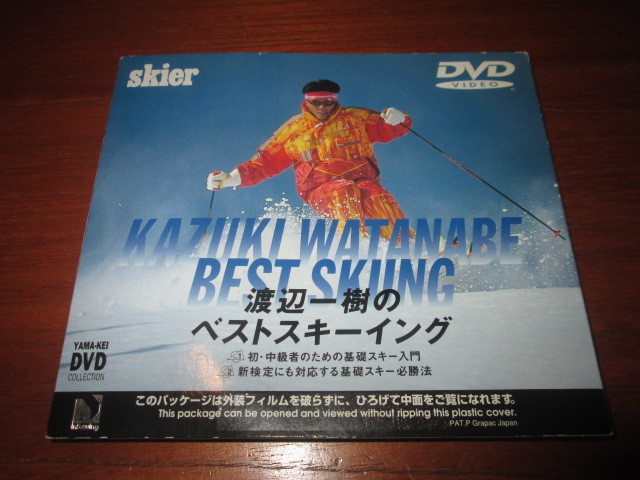 skier
DVD
VIDEO
KAZUKI WATANABE
BEST SKIING
渡辺一樹の
ベストスキーイング
1 初・中級者のための基礎スキー入門
2 新検定にも対応する基礎スキー必勝法
YAMA-KEI
DVD
COLLECTION
このパッケージは外装フィルムを破らずに、ひろげて中面をご覧になれます。
This package can be opened and viewed without ripping this plastic cover.
PAT.P Grapac Japan